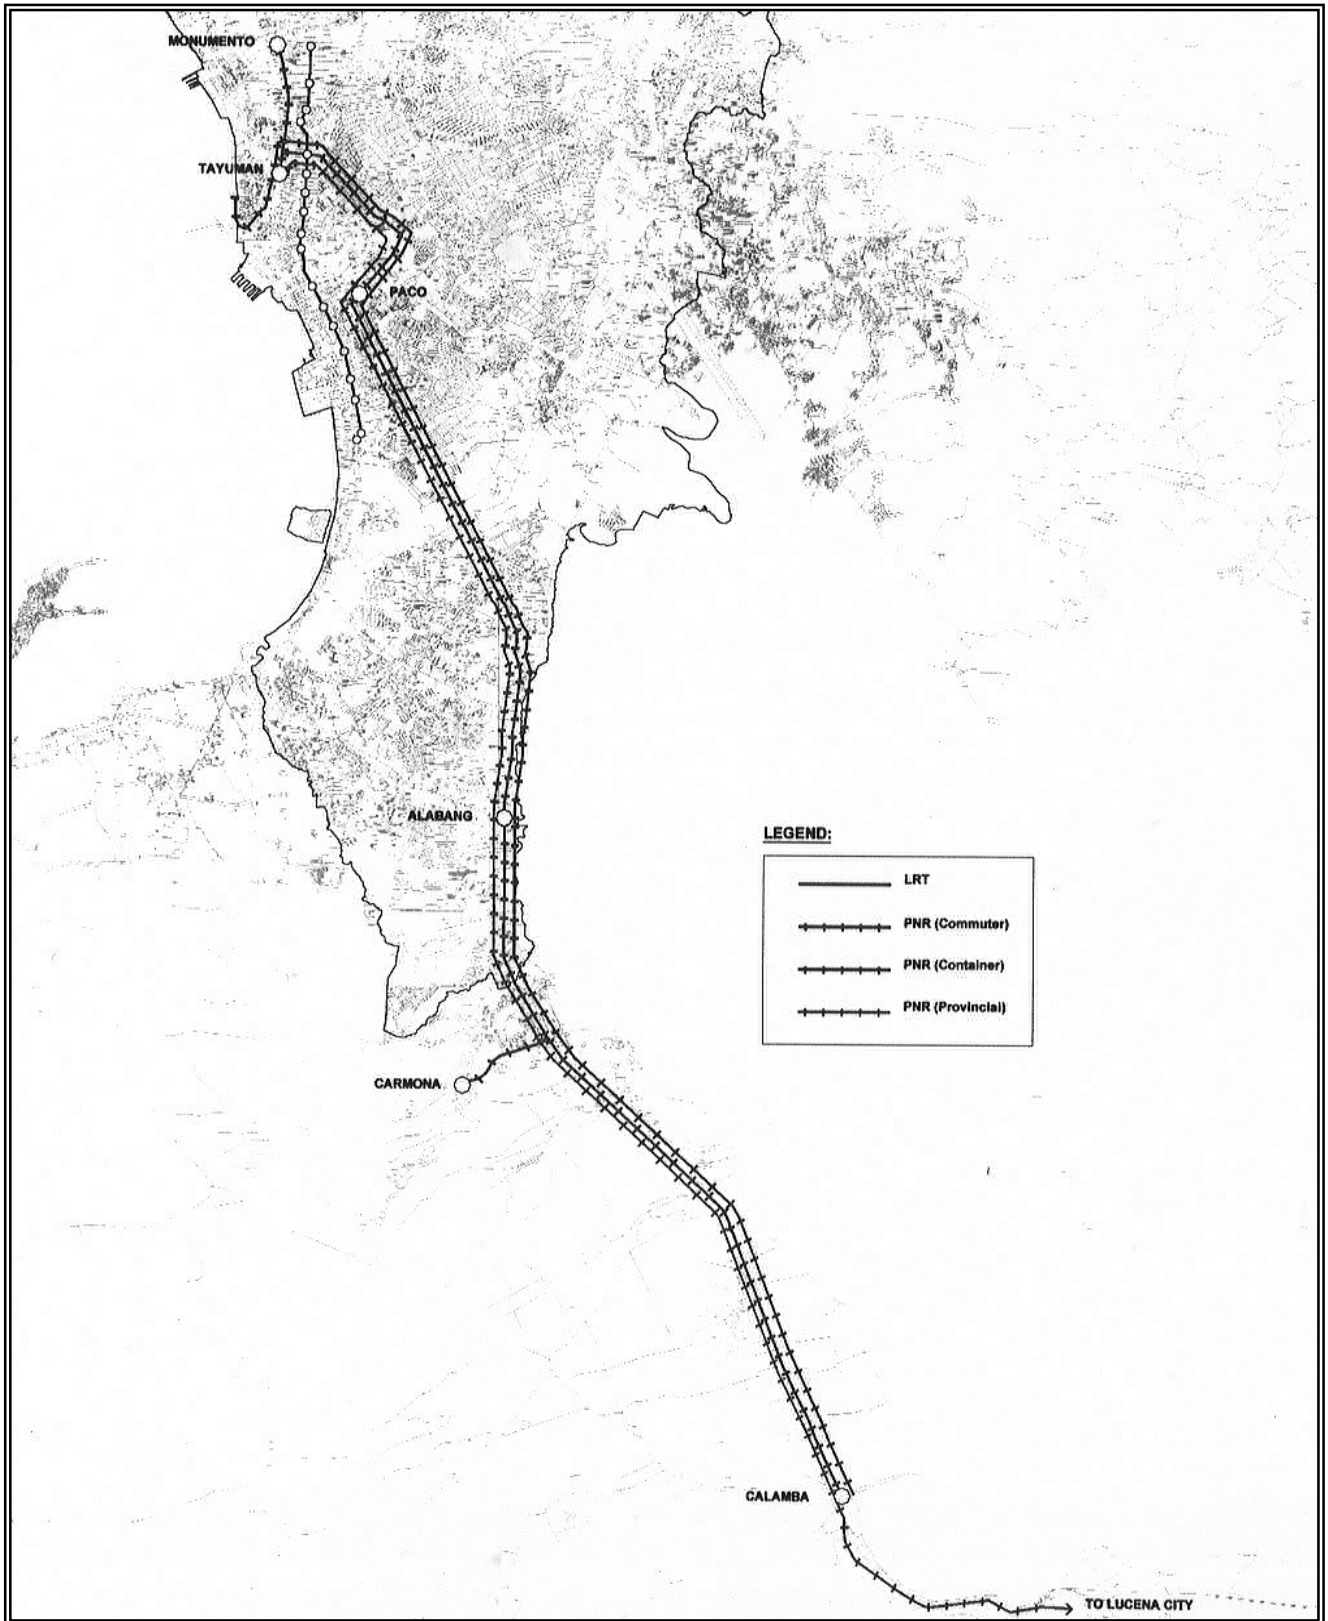 MONUMENTO
TAYUMAN
PACO
ALABANG
LEGEND:
LRT
PNR (Commuter)
PNR (Container)
PNR (Provincial)
CARMONA
CALAMBA
TO LUCENA CITY